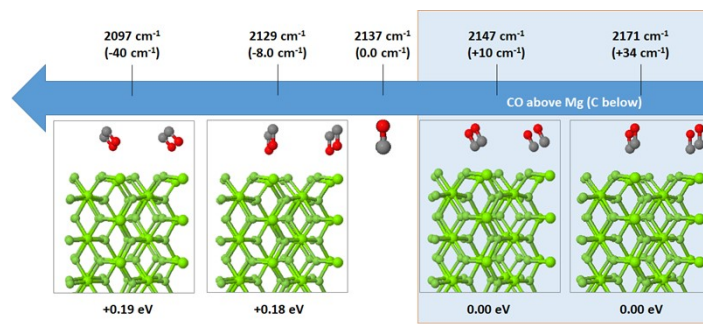 2097 cm⁻¹
(-40 cm⁻¹)
2129 cm⁻¹
(-8.0 cm⁻¹)
2137 cm⁻¹
(0.0 cm⁻¹)
2147 cm⁻¹
(+10 cm⁻¹)
2171 cm⁻¹
(+34 cm⁻¹)
CO above Mg (C below)
+0.19 eV
+0.18 eV
0.00 eV
0.00 eV